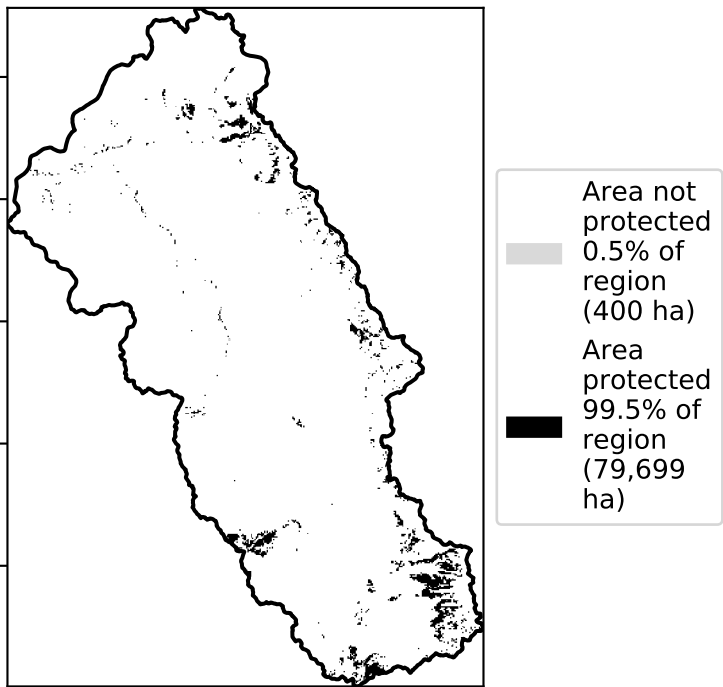 Area not
protected
0.5% of
region
(400 ha)
Area
protected
99.5% of
region
(79,699
ha)